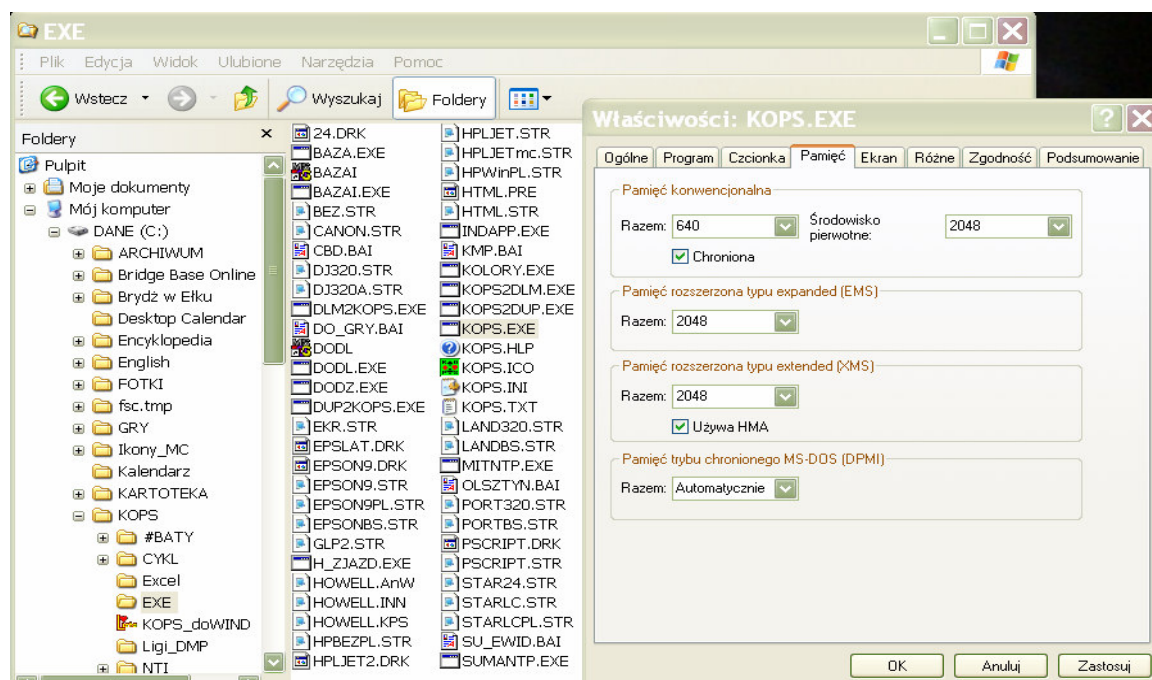 EXE
Plik Edycja Widok Ulubione Narzędzia Pomoc
Wstecz Wyszukaj Foldery
Foldery
Pulpit
Moje dokumenty
Mój komputer
DANE (C:)
ARCHIWUM
Bridge Base Online
Brydż w Ełku
Desktop Calendar
Encyklopedia
English
FOTKI
fsc.tmp
GRY
Ikony_MC
Kalendarz
KARTOTEKA
KOPS
#BATY
CYKL
Excel
EXE
KOPS_doWIND
Ligi_DMP
NTI
24.DRK
BAZA.EXE
BAZAI
BAZAI.EXE
BEZ.STR
CANON.STR
CBD.BAI
DJ320.STR
DJ320A.STR
DLM2KOPS.EXE
DO_GRY.BAI
DODL
DODL.EXE
DODZ.EXE
DUP2KOPS.EXE
EKR.STR
EPSLAT.DRK
EPSON9.DRK
EPSON9.STR
EPSON9PL.STR
EPSONBS.STR
GLP2.STR
H_ZJAZD.EXE
HOWELL.AnW
HOWELL.INN
HOWELL.KPS
HPBEZPL.STR
HPLJET2.DRK
HPLJET.STR
HPLJETmc.STR
HPWinPL.STR
HTML.PRE
HTML.STR
INDAPP.EXE
KMP.BAI
KOLORY.EXE
KOPS2DLM.EXE
KOPS2DUP.EXE
KOPS.EXE
KOPS.HLP
KOPS.ICO
KOPS.INI
KOPS.TXT
LAND320.STR
LANDBS.STR
MITNTP.EXE
OLSZTYN.BAI
PORT320.STR
PORTBS.STR
PSCRIPT.DRK
PSCRIPT.STR
STAR24.STR
STARLC.STR
STARLCPL.STR
SU_EWID.BAI
SUMANTP.EXE
Właściwości: KOPS.EXE
Ogólne Program Czcionka Pamięć Ekran Różne Zgodność Podsumowanie
Pamięć konwencjonalna
Razem: 640 Środowisko pierwotne: 2048
Chroniona
Pamięć rozszerzona typu expanded (EMS)
Razem: 2048
Pamięć rozszerzona typu extended (XMS)
Razem: 2048
Używa HMA
Pamięć trybu chronionego MS-DOS (DPMI)
Razem: Automatycznie
OK Anuluj Zastosuj